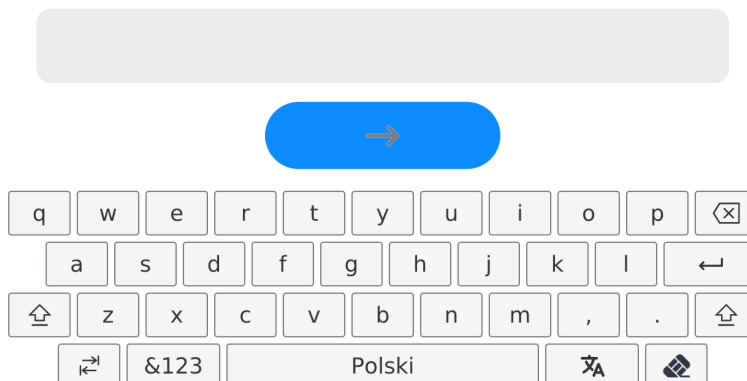 q w e r t y u i o p
a s d f g h j k l
z x c v b n m , .
&123 Polski